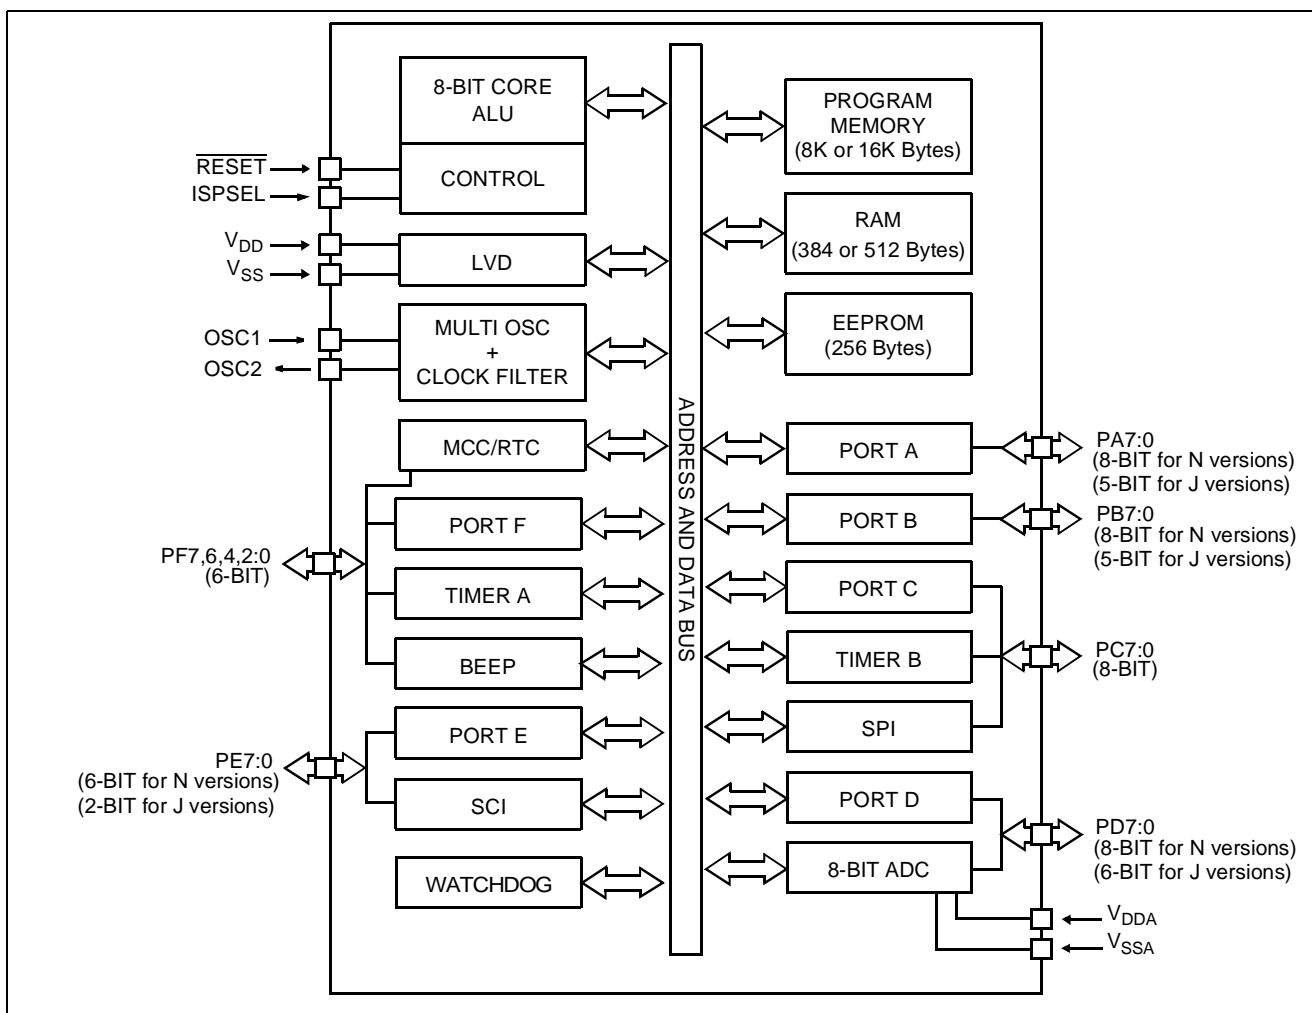 8-BIT CORE
ALU
CONTROL
RESET
ISPSEL
VDD
VSS
LVD
OSC1
OSC2
MULTI OSC
+
CLOCK FILTER
MCC/RTC
PORT F
PF7,6,4,2:0
(6-BIT)
TIMER A
BEEP
PORT E
PE7:0
(6-BIT for N versions)
(2-BIT for J versions)
SCI
WATCHDOG
ADDRESS AND DATA BUS
PROGRAM
MEMORY
(8K or 16K Bytes)
RAM
(384 or 512 Bytes)
EEPROM
(256 Bytes)
PORT A
PA7:0
(8-BIT for N versions)
(5-BIT for J versions)
PORT B
PB7:0
(8-BIT for N versions)
(5-BIT for J versions)
PORT C
TIMER B
PC7:0
(8-BIT)
SPI
PORT D
PD7:0
(8-BIT for N versions)
(6-BIT for J versions)
8-BIT ADC
VDDA
VSSA